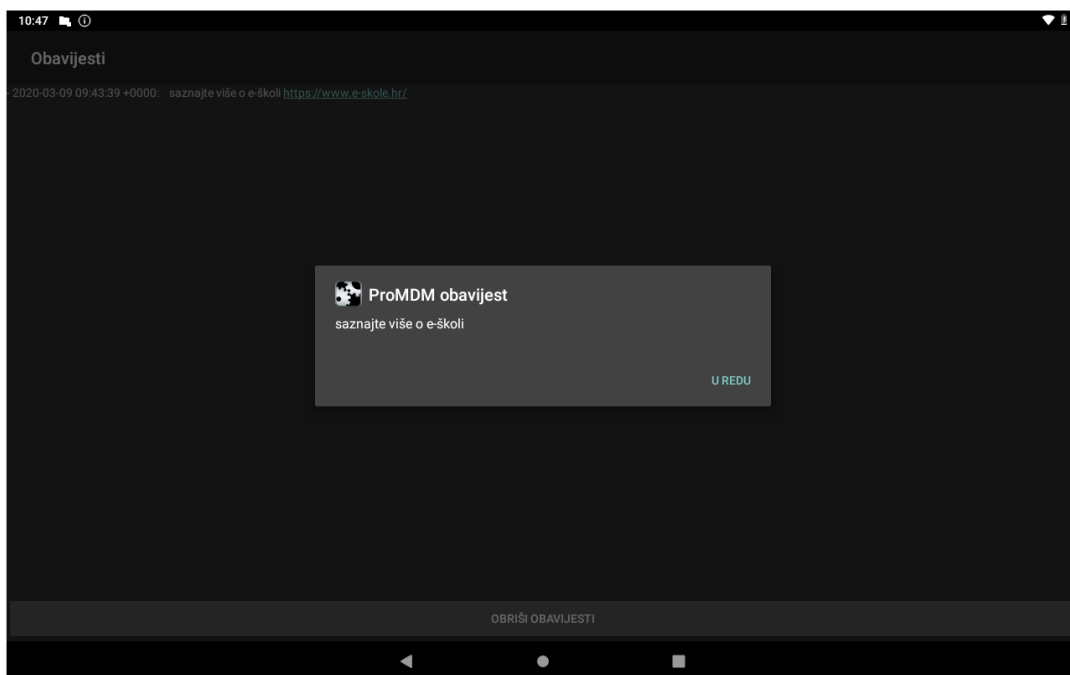 10:47
Obavijesti
- 2020-03-09 09:43:39 +0000: saznajte više o e-školi https://www.e-skole.hr/
ProMDM obavijest
saznajte više o e-školi
U REDU
OBRIŠI OBAVIJESTI